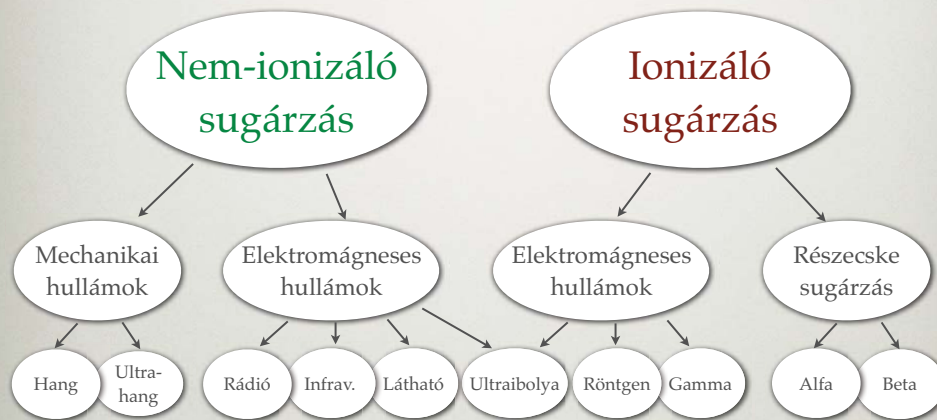 Nem-ionizáló
sugárzás
Ionizáló
sugárzás
Mechanikai
hullámok
Elektromágneses
hullámok
Elektromágneses
hullámok
Részecske
sugárzás
Hang
Ultra-
hang
Rádió
Infrav.
Látható
Ultraibolya
Röntgen
Gamma
Alfa
Beta